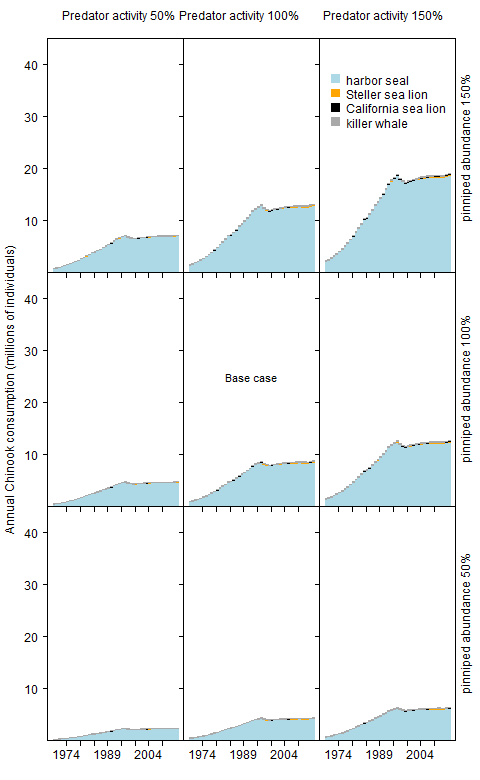 Predator activity 50%
Predator activity 100%
Predator activity 150%
40
30
20
10
harbor seal
Steller sea lion
California sea lion
killer whale
pinniped abundance 150%
Annual Chinook consumption (millions of individuals)
40
30
20
10
Base case
pinniped abundance 100%
40
30
20
10
pinniped abundance 50%
1974 1989 2004
1974 1989 2004
1974 1989 2004